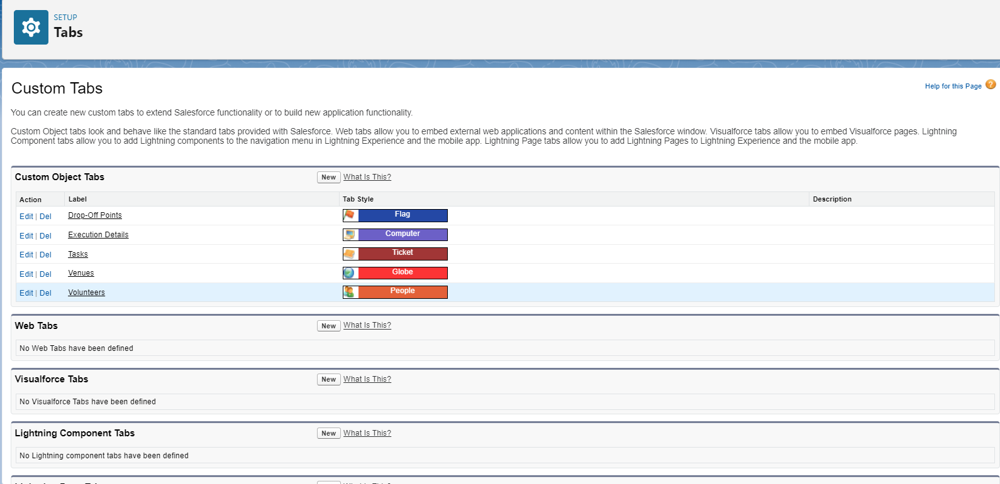 SETUP
Tabs
Custom Tabs
Help for this Page ?
You can create new custom tabs to extend Salesforce functionality or to build new application functionality.
Custom Object tabs look and behave like the standard tabs provided with Salesforce. Web tabs allow you to embed external web applications and content within the Salesforce window. Visualforce tabs allow you to embed Visualforce pages. Lightning
Component tabs allow you to add Lightning components to the navigation menu in Lightning Experience and the mobile app. Lightning Page tabs allow you to add Lightning Pages to Lightning Experience and the mobile app.
Custom Object Tabs New What Is This?
Action Label Tab Style Description
Edit | Del Drop-Off Points Flag
Edit | Del Execution Details Computer
Edit | Del Tasks Ticket
Edit | Del Venues Globe
Edit | Del Volunteers People
Web Tabs New What Is This?
No Web Tabs have been defined
Visualforce Tabs New What Is This?
No Visualforce Tabs have been defined
Lightning Component Tabs New What Is This?
No Lightning component tabs have been defined